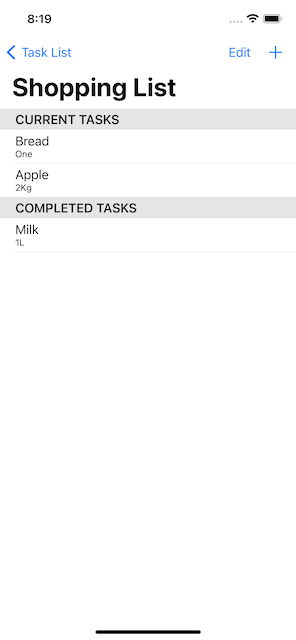 8:19
Task List
Edit
Shopping List
CURRENT TASKS
Bread
One
Apple
2Kg
COMPLETED TASKS
Milk
1L